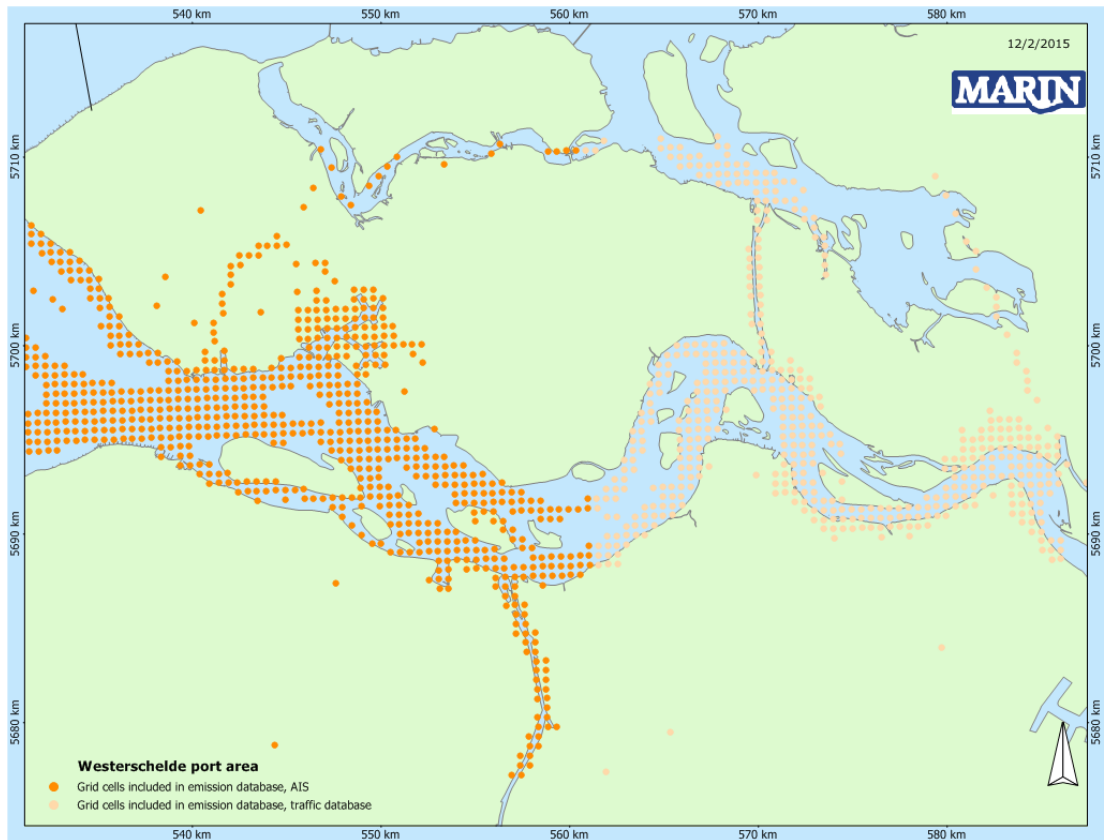 540 km 550 km 560 km 570 km 580 km
12/2/2015
MARIN
5710 km 5710 km
5700 km 5700 km
5690 km 5690 km
5680 km 5680 km
Westerschelde port area
Grid cells included in emission database, AIS
Grid cells included in emission database, traffic database
540 km 550 km 560 km 570 km 580 km